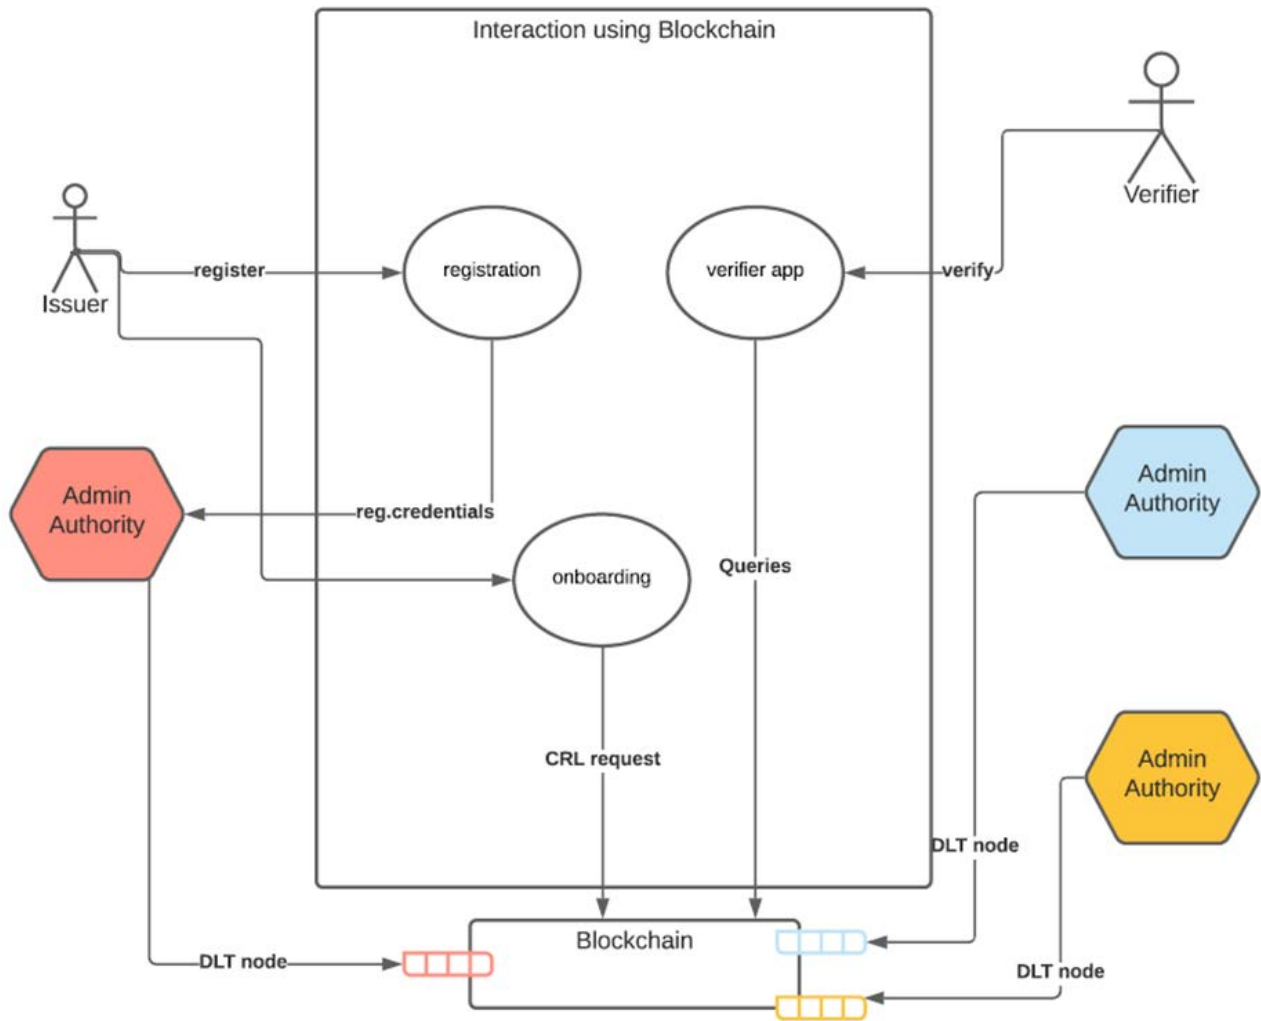 Interaction using Blockchain
Verifier
Issuer
register
registration
verifier app
verify
Admin
Authority
reg.credentials
Admin
Authority
onboarding
Queries
CRL request
Admin
Authority
DLT node
Blockchain
DLT node
DLT node